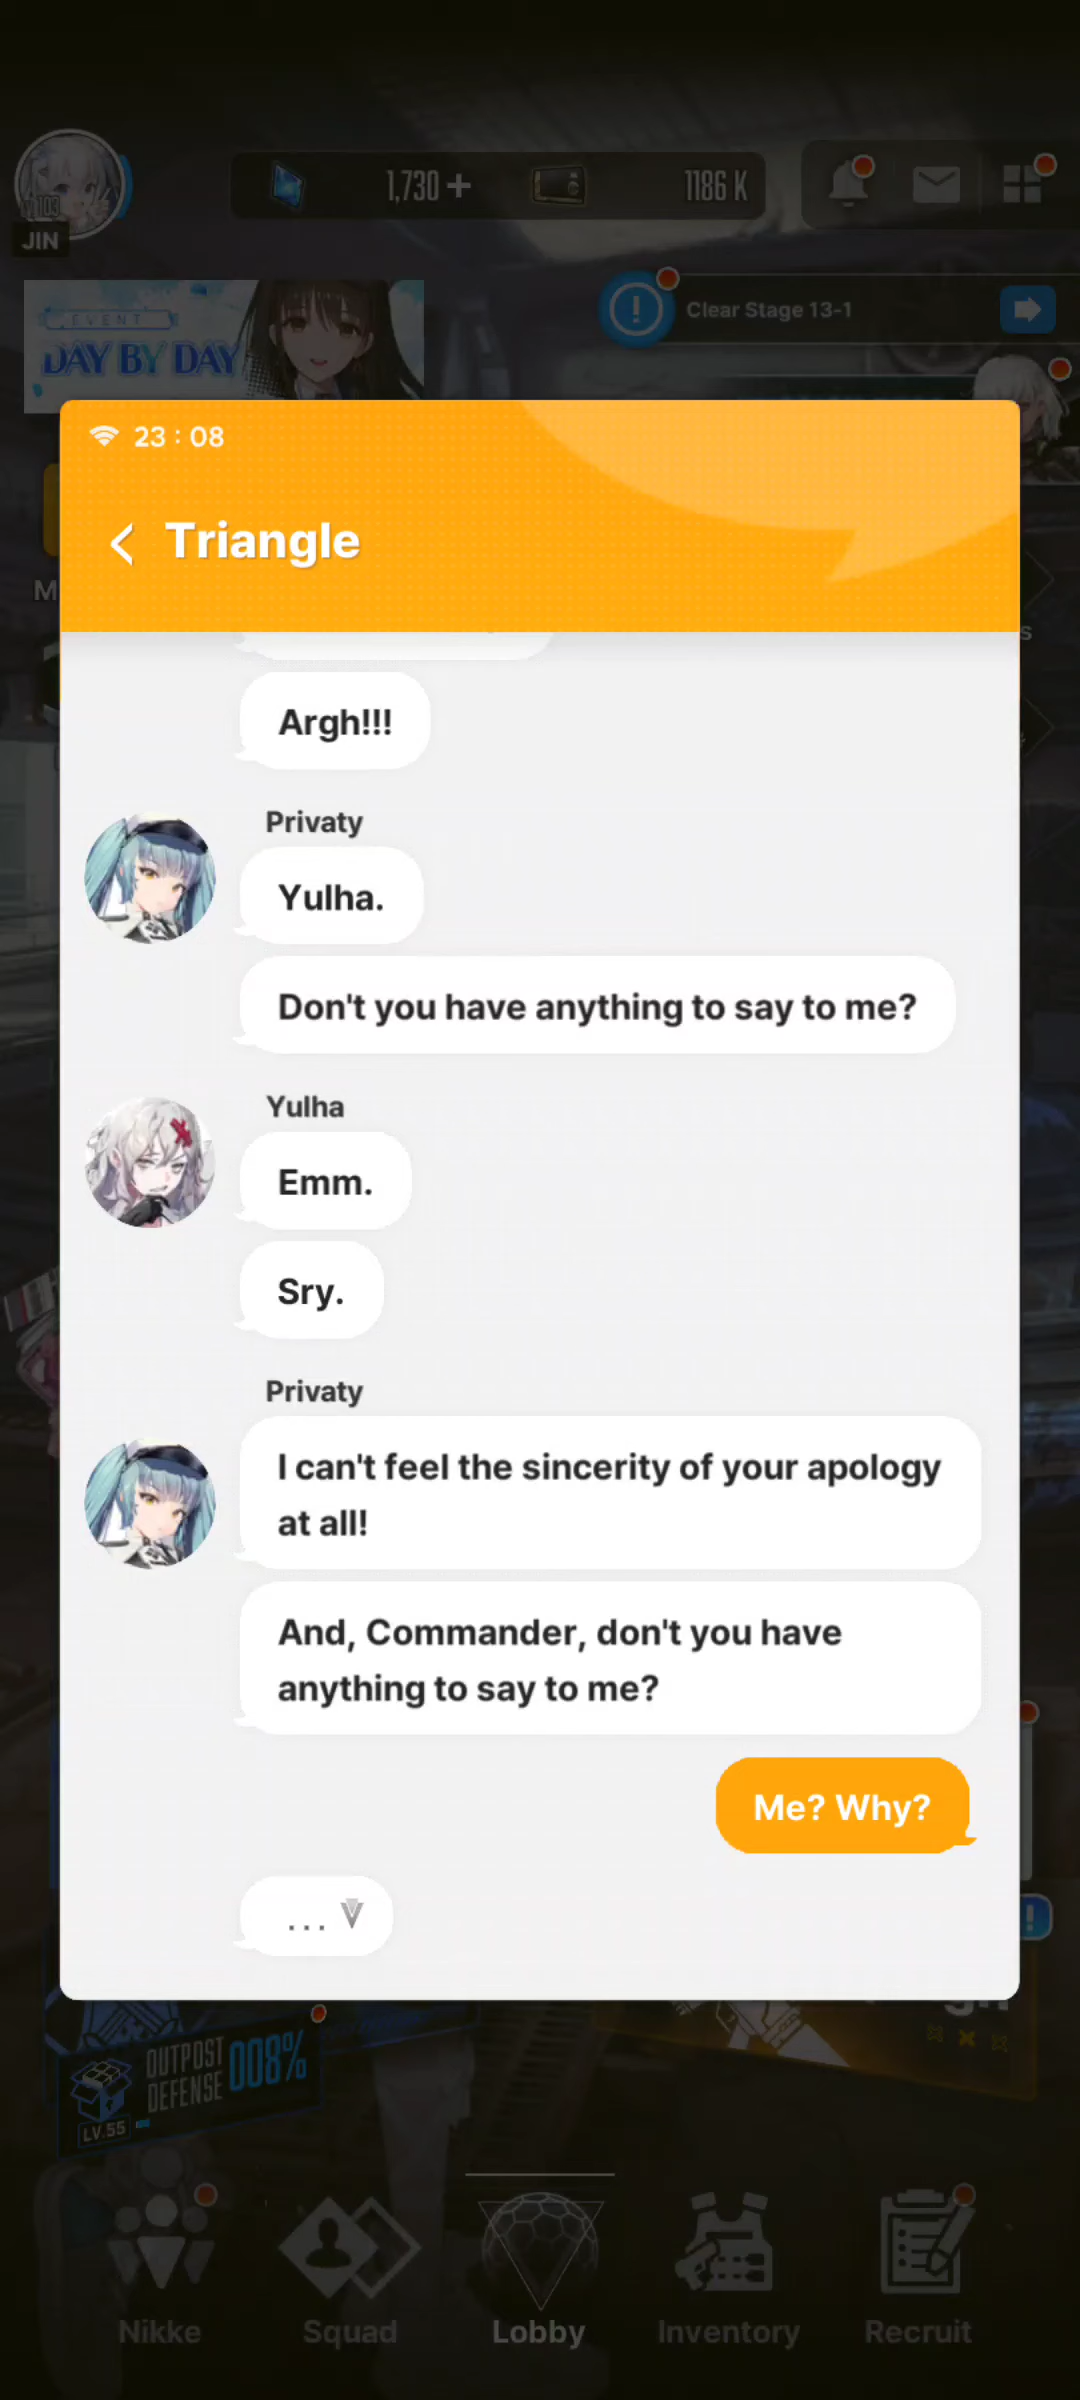 LV.103
JIN
1,730
1186 K
EVENT
DAY BY DAY
Clear Stage 13-1
23 : 08
Triangle
M
s
Argh!!!
Privaty
Yulha.
Don't you have anything to say to me?
Yulha
Emm.
Sry.
Privaty
I can't feel the sincerity of your apology
at all!
And, Commander, don't you have
anything to say to me?
Me? Why?
...
OUTPOST
DEFENSE
008%
LV.55
Nikke
Squad
Lobby
Inventory
Recruit